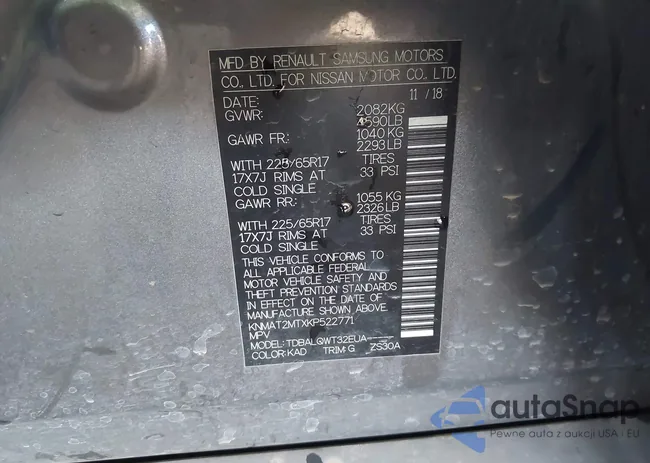 MFD BY RENAULT SAMSUNG MOTORS
CO., LTD. FOR NISSAN MOTOR CO., LTD.
DATE: 11 / 18
GVWR: 2082KG
4590LB
GAWR FR: 1040 KG
2293 LB
WITH 225/65R17 TIRES
17X7J RIMS AT 33 PSI
COLD SINGLE
GAWR RR: 1055 KG
2326 LB
WITH 225/65R17 TIRES
17X7J RIMS AT 33 PSI
COLD SINGLE
THIS VEHICLE CONFORMS TO
ALL APPLICABLE FEDERAL
MOTOR VEHICLE SAFETY AND
THEFT PREVENTION STANDARDS
IN EFFECT ON THE DATE OF
MANUFACTURE SHOWN ABOVE.
KNMAT2MTXKP522771
MPV
MODEL: TDBALGWT32EUA-----
COLOR:KAD TRIM:G ZS30A
autaSnap
Pewne auta z aukcji USA i EU